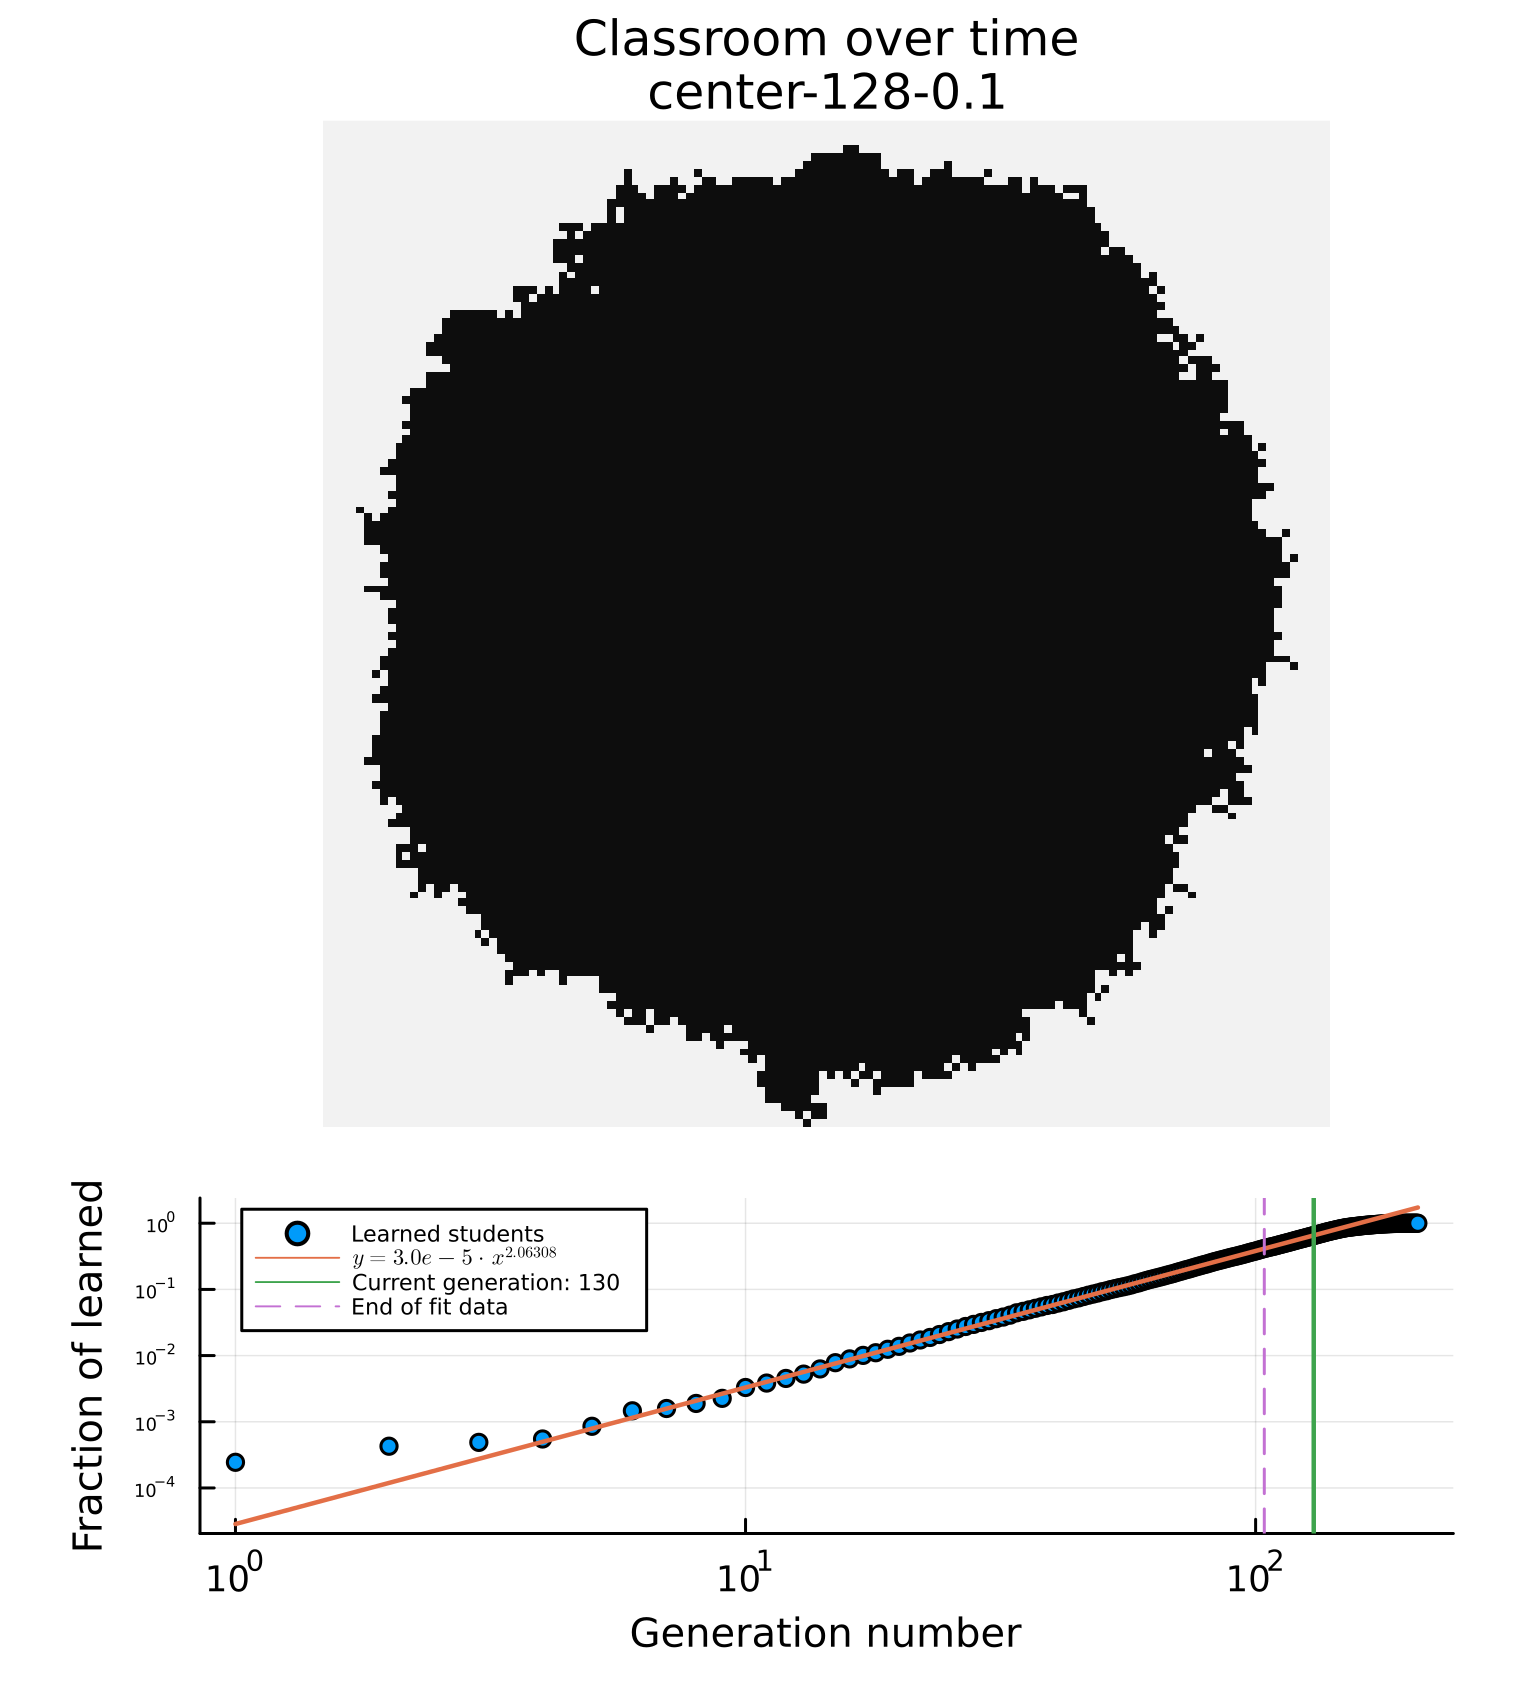 Classroom over time
center-128-0.1
Fraction of learned
10^0
10^-1
10^-2
10^-3
10^-4
Learned students
y = 3.0e − 5 · x^2.06308
Current generation: 130
End of fit data
10^0 10^1 10^2
Generation number